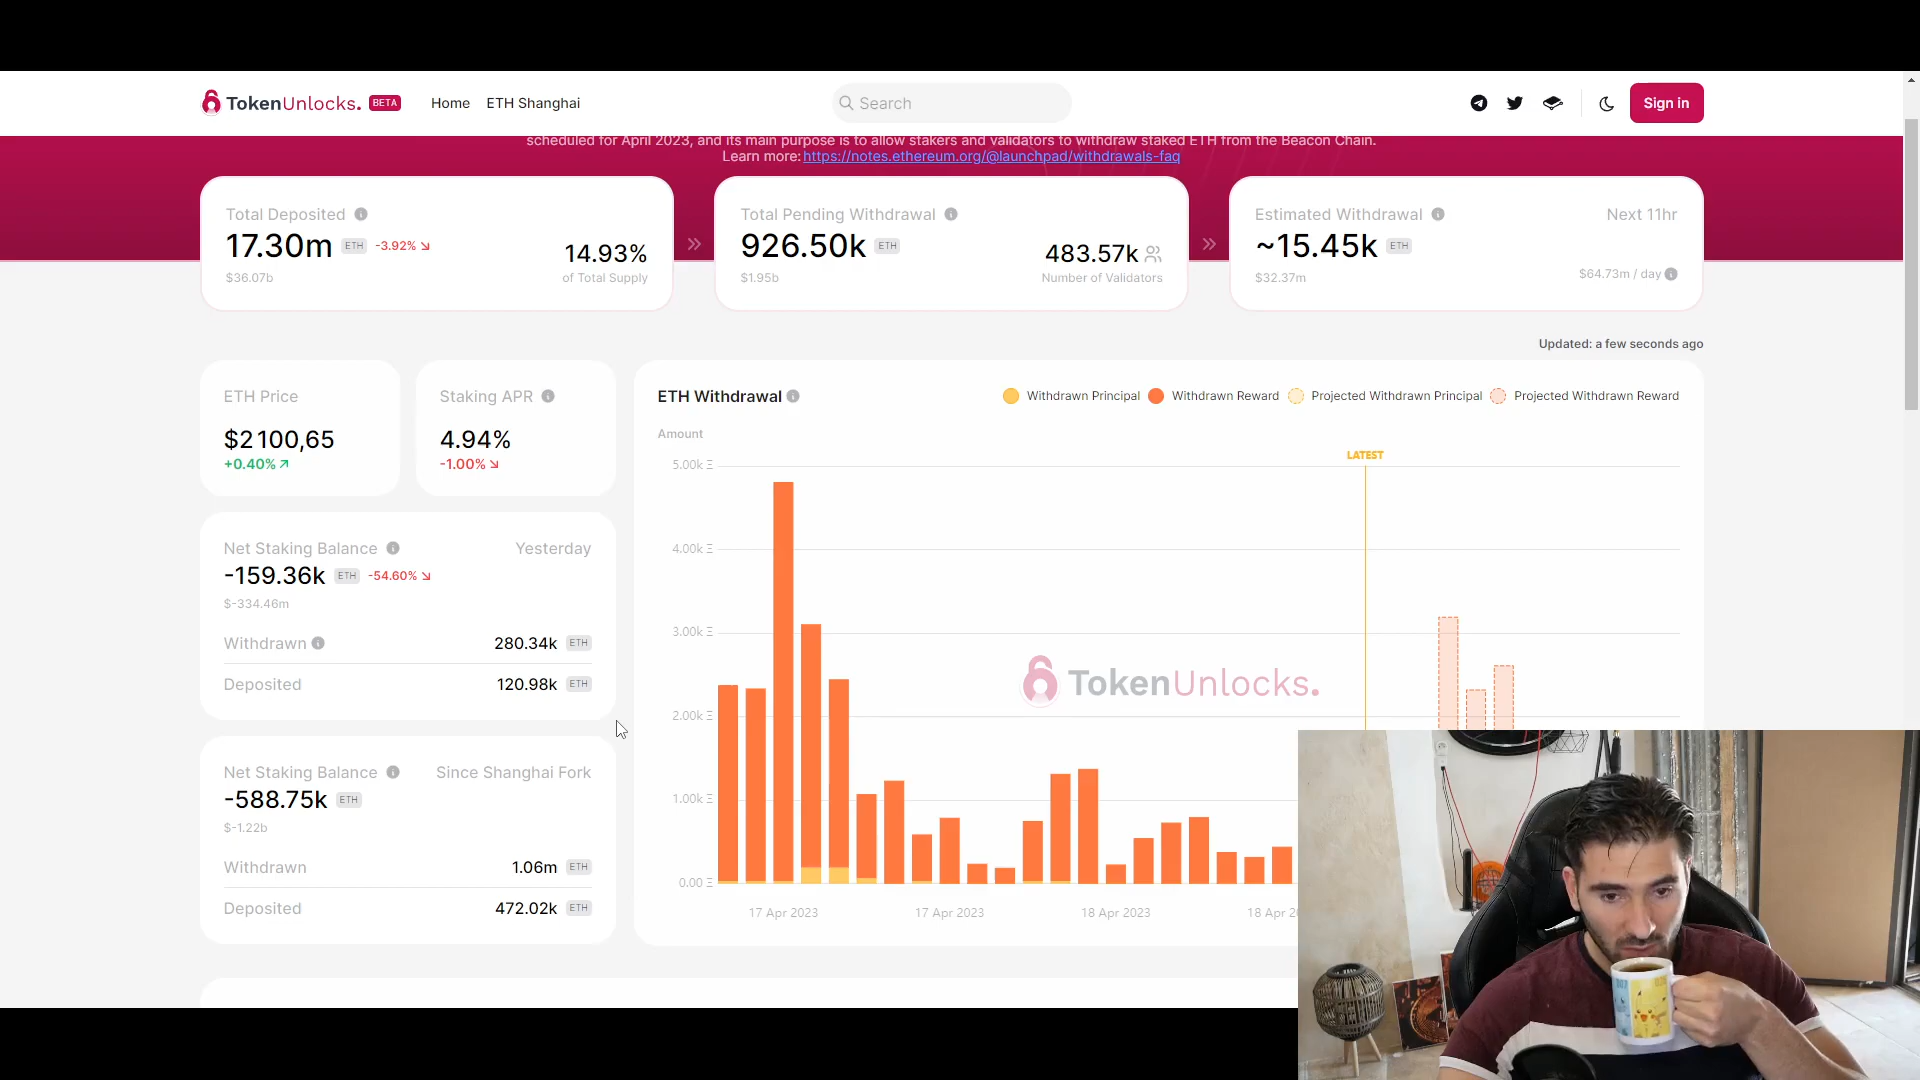 TokenUnlocks. BETA Home ETH Shanghai Search Sign in
scheduled for April 2023, and its main purpose is to allow stakers and validators to withdraw staked ETH from the Beacon Chain.
Learn more: https://notes.ethereum.org/@launchpad/withdrawals-faq
Total Deposited
17.30m ETH -3.92%
$36.07b
14.93%
of Total Supply
Total Pending Withdrawal
926.50k ETH
$1.95b
483.57k
Number of Validators
Estimated Withdrawal Next 11hr
~15.45k ETH
$32.37m
$64.73m / day
Updated: a few seconds ago
ETH Price
$2100,65
+0.40%
Staking APR
4.94%
-1.00%
Net Staking Balance Yesterday
-159.36k ETH -54.60%
$-334.46m
Withdrawn 280.34k ETH
Deposited 120.98k ETH
Net Staking Balance Since Shanghai Fork
-588.75k ETH
$-1.22b
Withdrawn 1.06m ETH
Deposited 472.02k ETH
ETH Withdrawal
Withdrawn Principal Withdrawn Reward Projected Withdrawn Principal Projected Withdrawn Reward
Amount
LATEST
5.00k Ξ
4.00k Ξ
3.00k Ξ
2.00k Ξ
1.00k Ξ
0.00 Ξ
TokenUnlocks.
17 Apr 2023 17 Apr 2023 18 Apr 2023 18 Apr 2